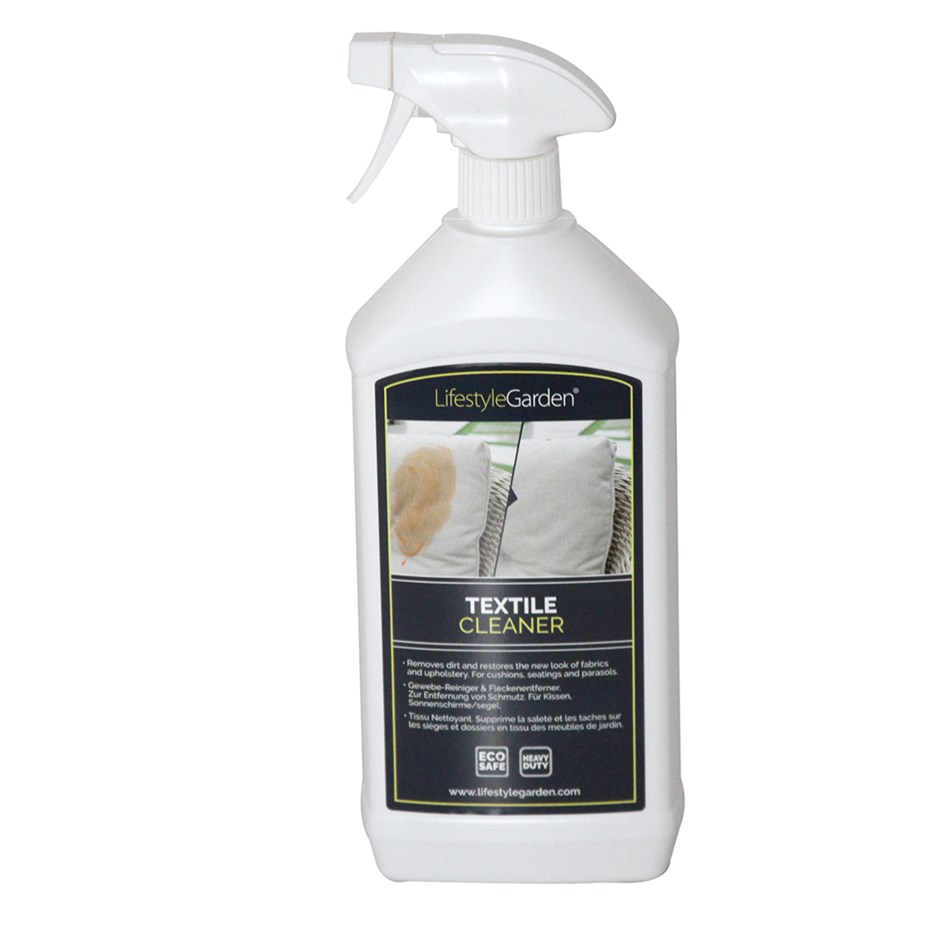 LifestyleGarden®
TEXTILE
CLEANER
• Removes dirt and restores the new look of fabrics
and upholstery. For cushions, seatings and parasols.
• Gewebe-Reiniger & Fleckenentferner.
Zur Entfernung von Schmutz. Für Kissen,
Sonnenschirme/segel.
• Tissu Nettoyant. Supprime la saleté et les taches sur
les sièges et dossiers en tissu des meubles de jardin.
ECO
SAFE
HEAVY
DUTY
www.lifestylegarden.com